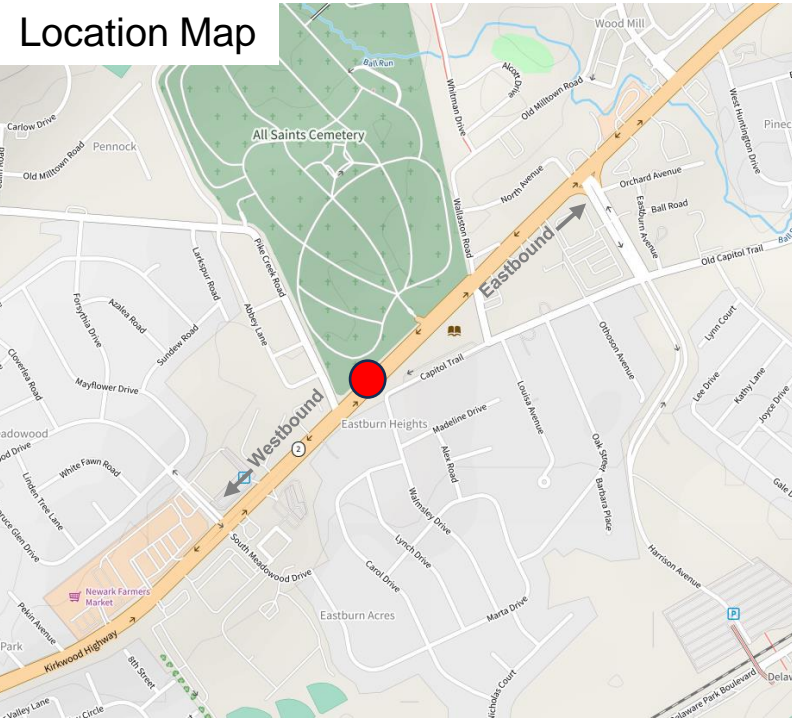 Location Map
Wood Mill
Ball Run
Alcott Drive
Old Milltown Road
Whitman Drive
West Huntington Drive
Carlow Drive
Pennock
Old Milltown Road
All Saints Cemetery
North Avenue
Orchard Avenue
Ball Road
Eastburn Avenue
Wallaston Road
Eastbound
Old Capitol Trail
Pike Creek Road
Larkspur Road
Abbey Lane
Azalea Road
Forsythia Drive
Sundew Road
Cloverlea Road
Mayflower Drive
Capitol Trail
Othoson Avenue
Lynn Court
Lee Drive
Kathy Lane
Joyce Drive
Louisa Avenue
Westbound
Eastburn Heights
Madeline Drive
2
White Fawn Road
Linden Tree Lane
Alex Road
Oak Street
Barbara Place
Warmsley Drive
Lynch Drive
Carol Drive
South Meadowood Drive
Harrison Avenue
Newark Farmers
Market
Marta Drive
Eastburn Acres
Pekin Avenue
Park
Kirkwood Highway
8th Street
P
Delaware Park Boulevard
Valley Lane
Circle